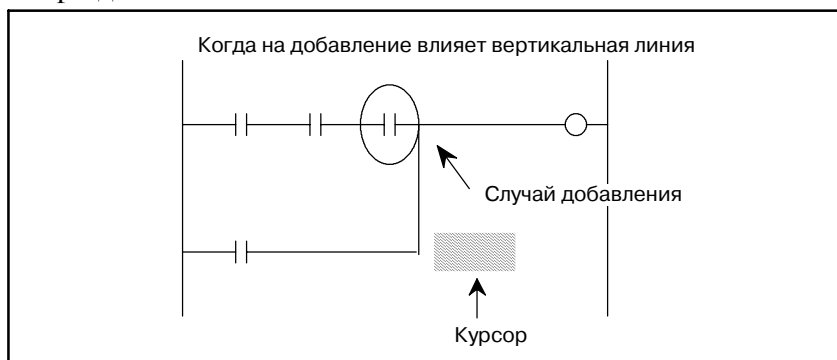 Когда на добавление влияет вертикальная линия
Случай добавления
Курсор